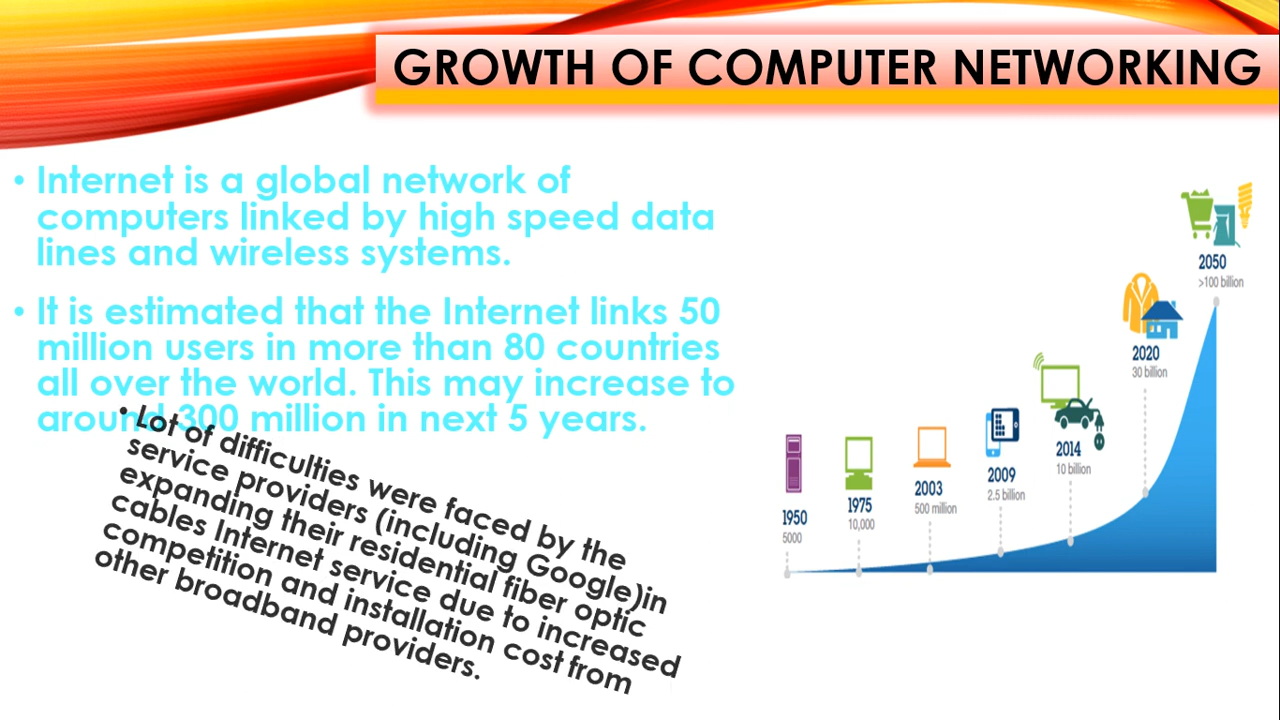 GROWTH OF COMPUTER NETWORKING
• Internet is a global network of
computers linked by high speed data
lines and wireless systems.
• It is estimated that the Internet links 50
million users in more than 80 countries
all over the world. This may increase to
around 300 million in next 5 years.
• Lot of difficulties were faced by the
service providers (including Google)in
expanding their residential fiber optic
cables Internet service due to increased
competition and installation cost from
other broadband providers.
1950
5000
1975
10,000
2003
500 million
2009
2.5 billion
2014
10 billion
2020
30 billion
2050
>100 billion